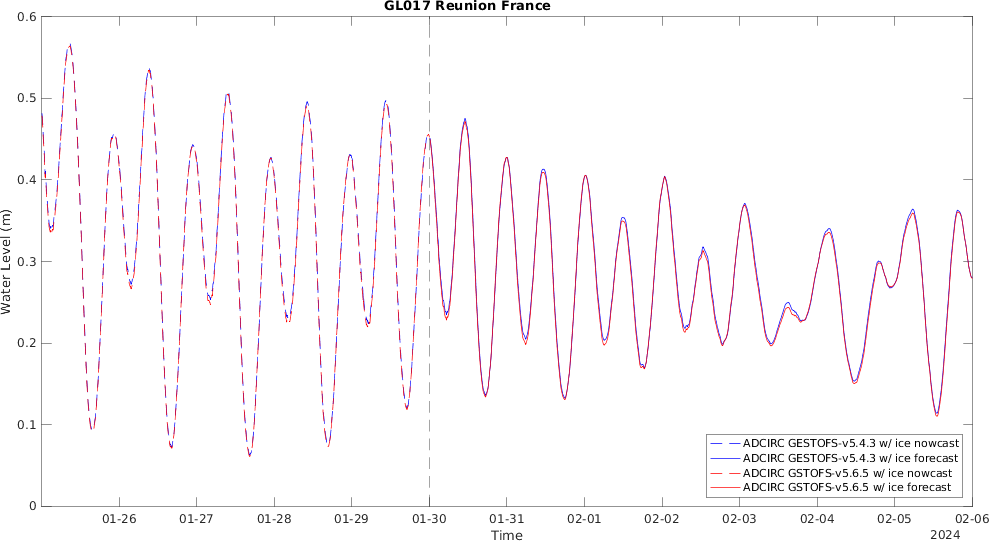 GL017 Reunion France
0.6
0.5
0.4
0.3
0.2
0.1
0
Water Level (m)
ADCIRC GESTOFS-v5.4.3 w/ ice nowcast
ADCIRC GESTOFS-v5.4.3 w/ ice forecast
ADCIRC GSTOFS-v5.6.5 w/ ice nowcast
ADCIRC GSTOFS-v5.6.5 w/ ice forecast
01-26 01-27 01-28 01-29 01-30 01-31 02-01 02-02 02-03 02-04 02-05 02-06
Time
2024